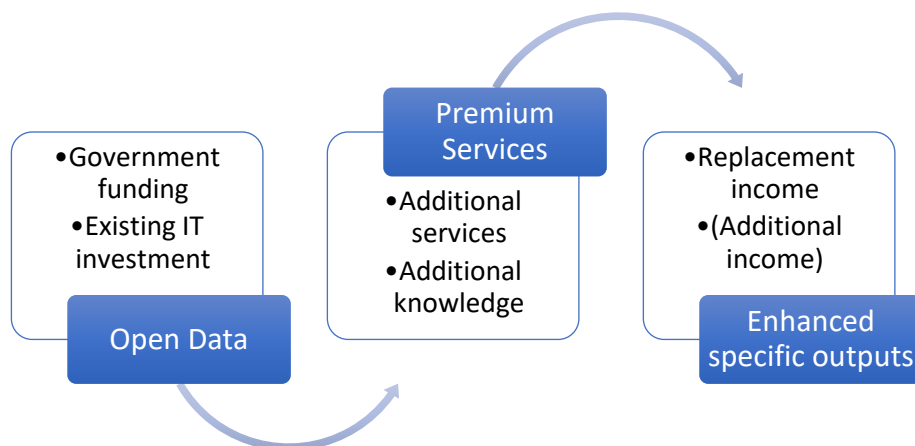 •Government
funding
•Existing IT
investment
Open Data
Premium
Services
•Additional
services
•Additional
knowledge
•Replacement
income
•(Additional
income)
Enhanced
specific outputs